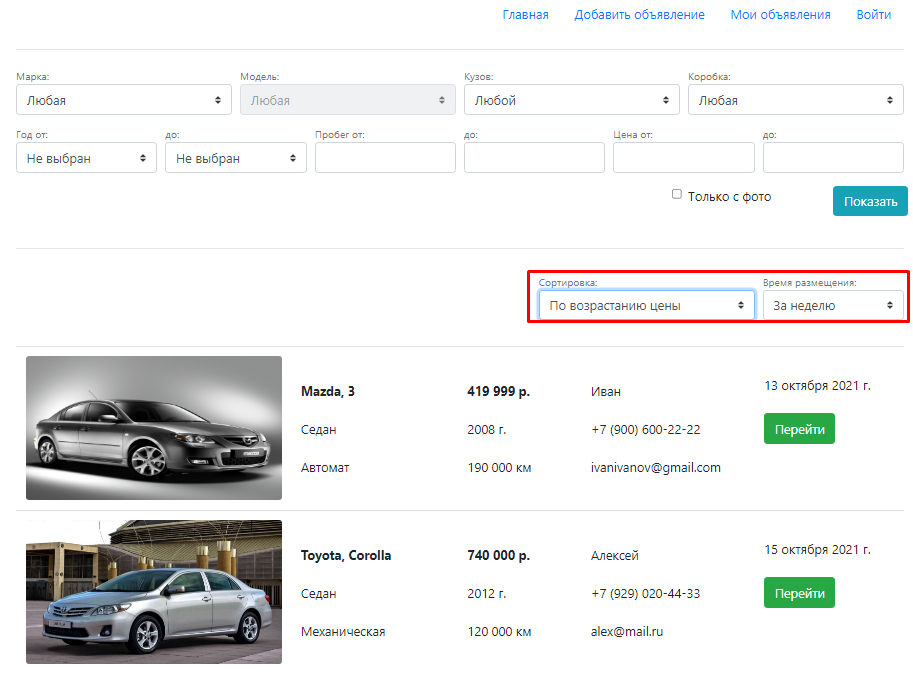 Главная Добавить объявление Мои объявления Войти
Марка: Модель: Кузов: Коробка:
Любая Любая Любой Любая
Год от: до: Пробег от: до: Цена от: до:
Не выбран Не выбран
Только с фото Показать
Сортировка: Время размещения:
По возрастанию цены За неделю
Mazda, 3 419 999 р. Иван 13 октября 2021 г.
Седан 2008 г. +7 (900) 600-22-22 Перейти
Автомат 190 000 км ivanivanov@gmail.com
Toyota, Corolla 740 000 р. Алексей 15 октября 2021 г.
Седан 2012 г. +7 (929) 020-44-33 Перейти
Механическая 120 000 км alex@mail.ru